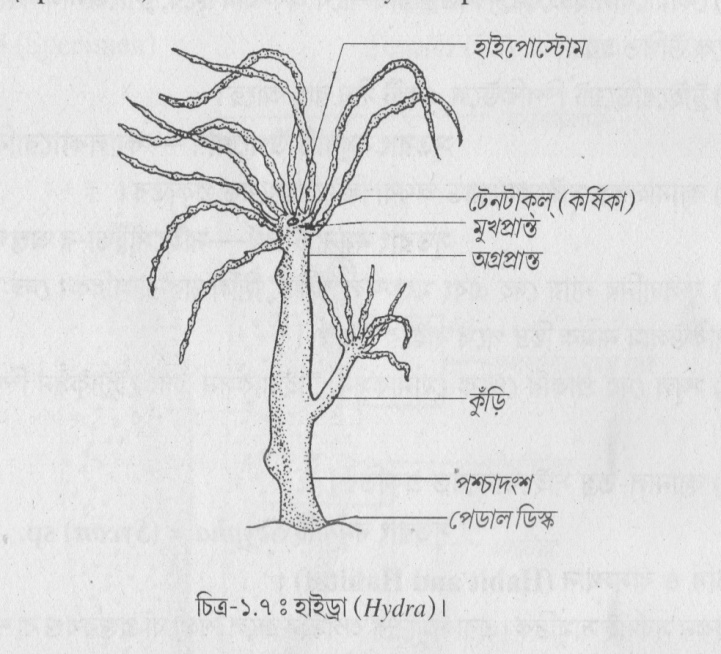 হাইপোস্টোম
টেনটাকল্ (কর্ষিকা)
মুখপ্রান্ত
অগ্রপ্রান্ত
কুঁড়ি
পশ্চাদংশ
পেডাল ডিস্ক
চিত্র-১.৭ ঃ হাইড্রা (Hydra)।